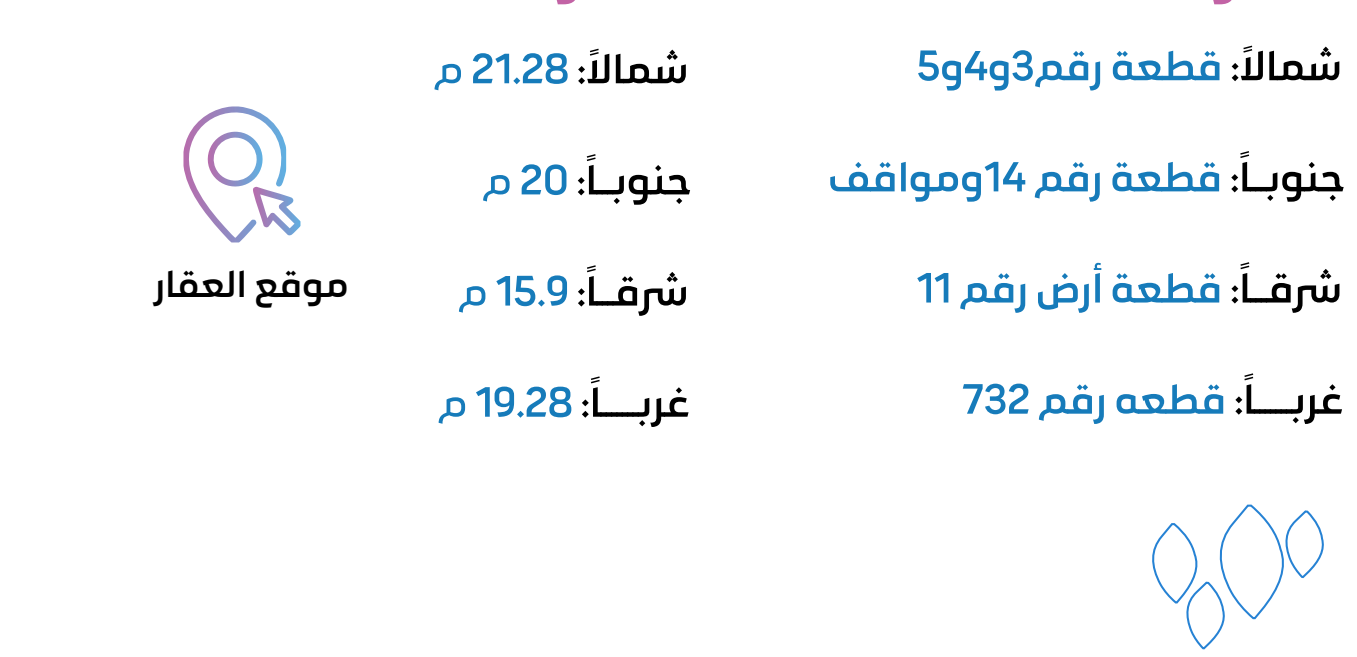 شمالاً: قطعة رقم3و4و5
جنوبــاً: قطعة رقم 14ومواقف
شرقــاً: قطعة أرض رقم 11
غربـــاً: قطعه رقم 732
شمالاً: 21.28 م
جنوبــاً: 20 م
شرقــاً: 15.9 م
غربـــاً: 19.28 م
موقع العقار